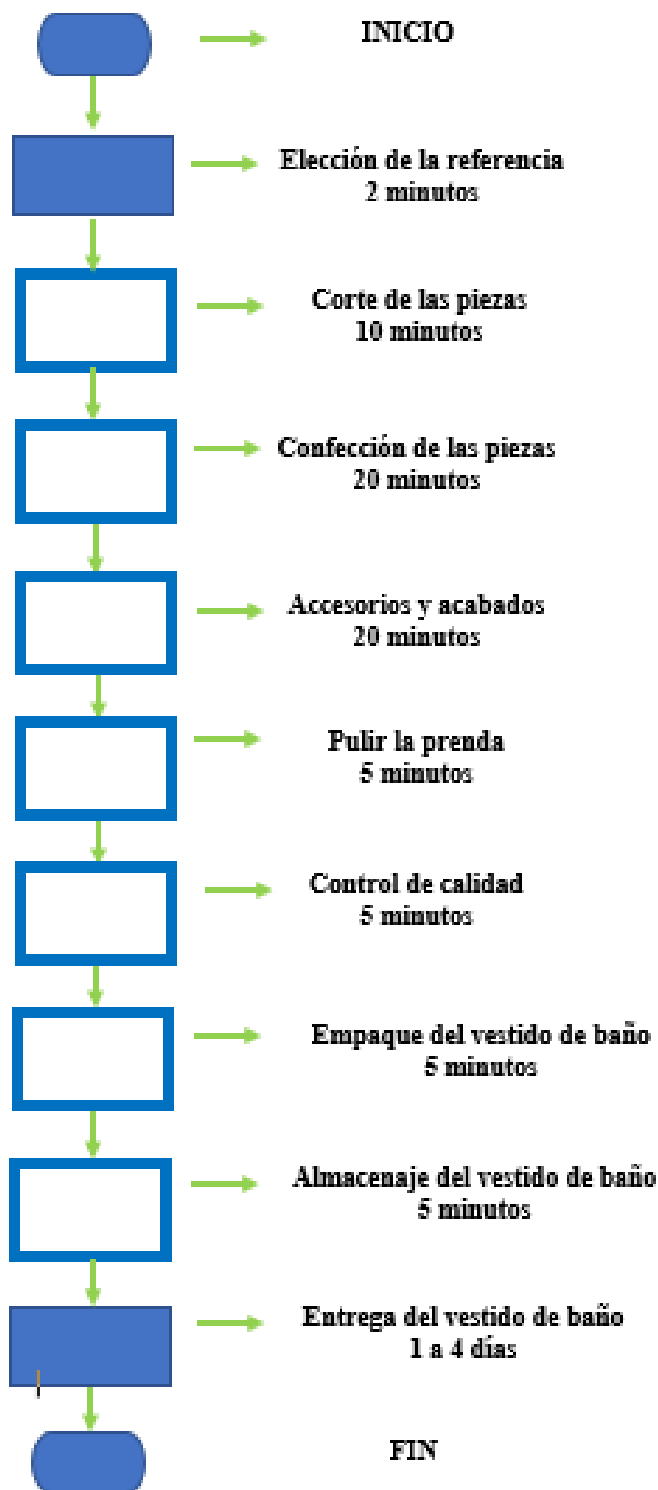 INICIO
Elección de la referencia
2 minutos
Corte de las piezas
10 minutos
Confección de las piezas
20 minutos
Accesorios y acabados
20 minutos
Pulir la prenda
5 minutos
Control de calidad
5 minutos
Empaque del vestido de baño
5 minutos
Almacenaje del vestido de baño
5 minutos
Entrega del vestido de baño
1 a 4 días
FIN